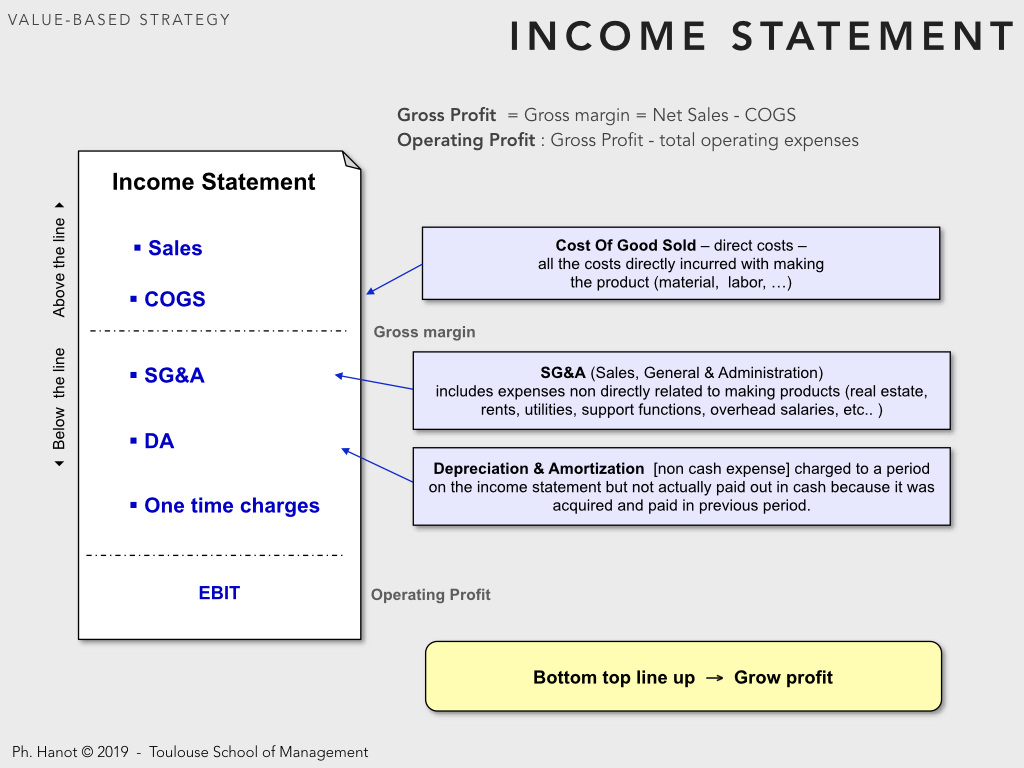 VALUE-BASED STRATEGY
INCOME STATEMENT
Gross Profit = Gross margin = Net Sales - COGS
Operating Profit : Gross Profit - total operating expenses
Income Statement
▪ Sales
▪ COGS
▪ SG&A
▪ DA
▪ One time charges
EBIT
Above the line
Below the line
Cost Of Good Sold – direct costs –
all the costs directly incurred with making
the product (material, labor, …)
Gross margin
SG&A (Sales, General & Administration)
includes expenses non directly related to making products (real estate,
rents, utilities, support functions, overhead salaries, etc.. )
Depreciation & Amortization [non cash expense] charged to a period
on the income statement but not actually paid out in cash because it was
acquired and paid in previous period.
Operating Profit
Bottom top line up → Grow profit
Ph. Hanot © 2019 - Toulouse School of Management